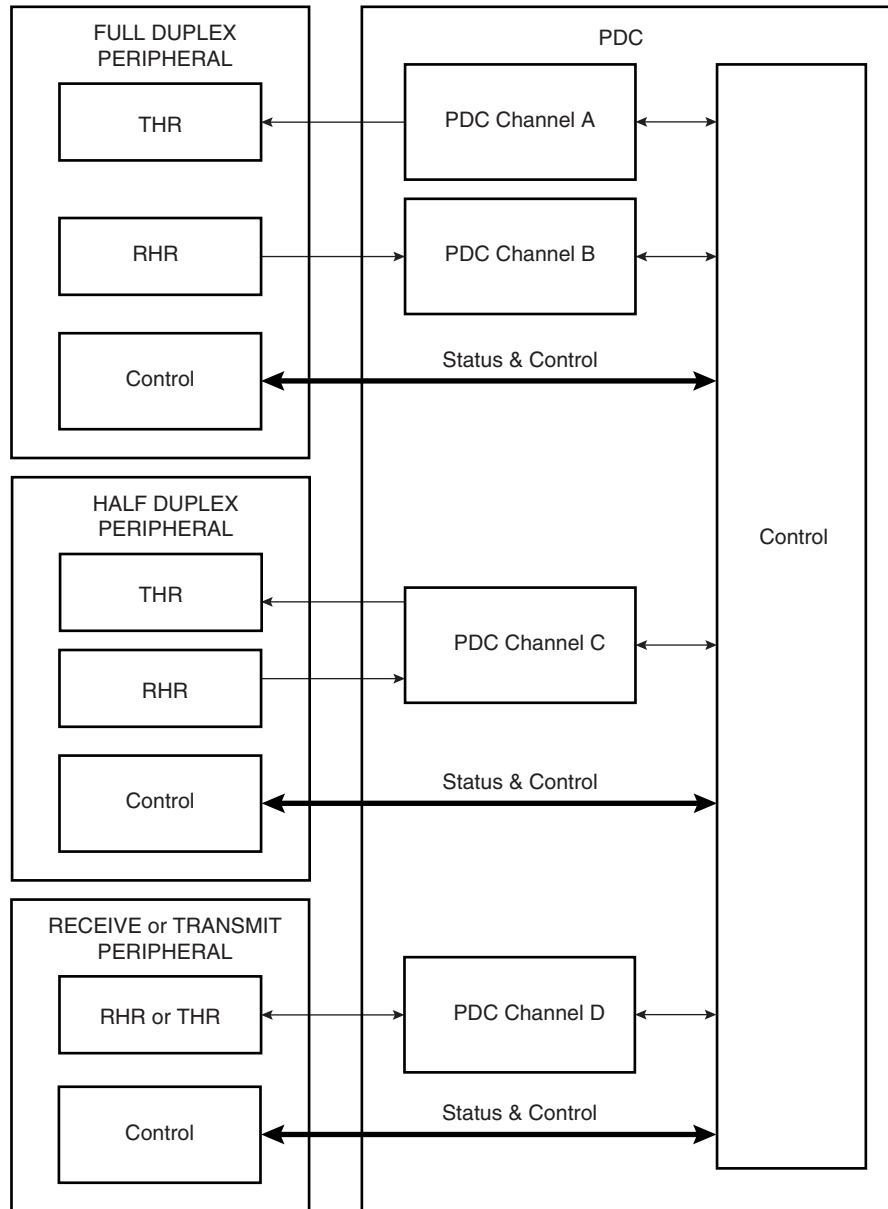 FULL DUPLEX
PERIPHERAL
PDC
THR
PDC Channel A
RHR
PDC Channel B
Control
Status & Control
HALF DUPLEX
PERIPHERAL
Control
THR
PDC Channel C
RHR
Control
Status & Control
RECEIVE or TRANSMIT
PERIPHERAL
RHR or THR
PDC Channel D
Control
Status & Control